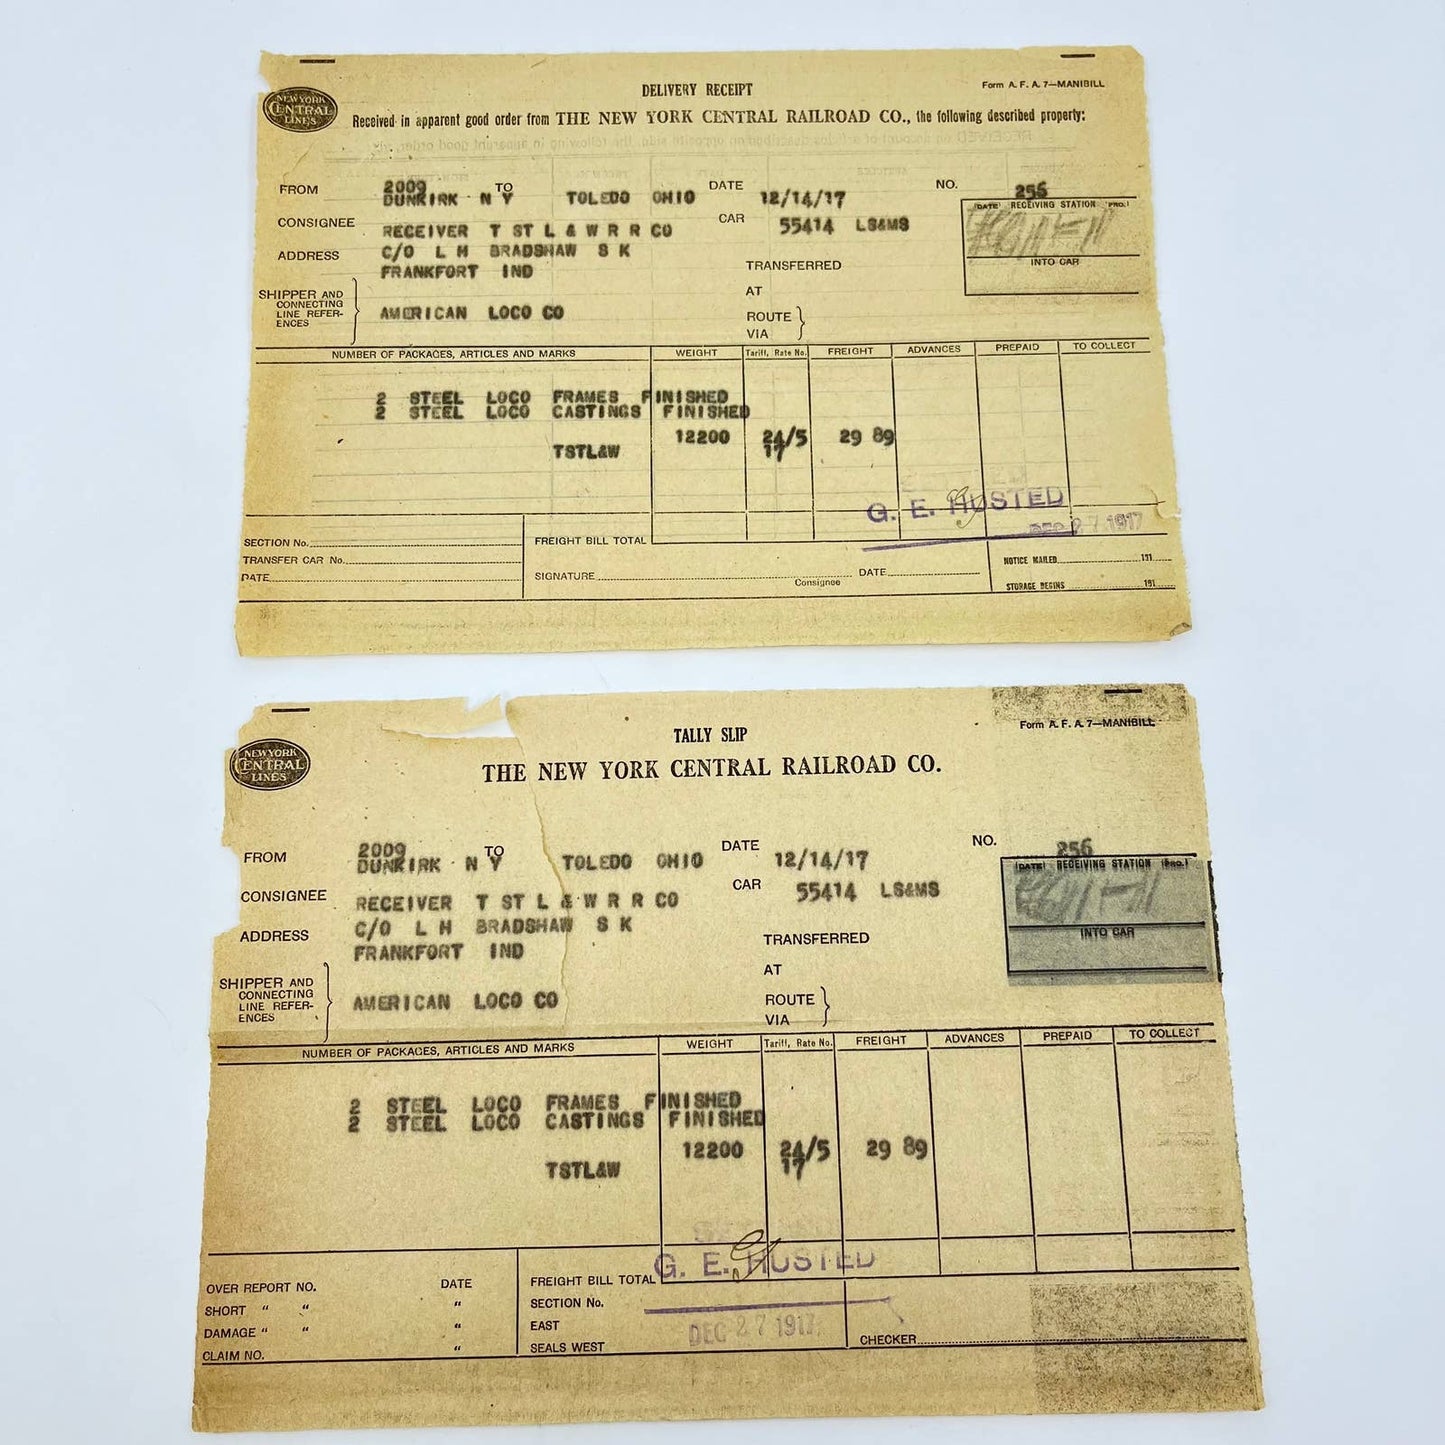 NEW YORK
CENTRAL
LINES
DELIVERY RECEIPT
Form A. F. A. 7—MANIBILL
Received in apparent good order from THE NEW YORK CENTRAL RAILROAD CO., the following described property:
FROM 2009 TO DATE 12/14/17 NO. 256
DUNKIRK N Y TOLEDO OHIO
(DATE) RECEIVING STATION (PRO.)
CONSIGNEE RECEIVER T ST L & W R R CO CAR 55414 LS&MS
ADDRESS C/O L H BRADSHAW S K
FRANKFORT IND
TRANSFERRED
INTO CAR
AT
SHIPPER AND
CONNECTING
LINE REFER-
ENCES
AMERICAN LOCO CO
ROUTE
VIA
NUMBER OF PACKAGES, ARTICLES AND MARKS WEIGHT Tariff, Rate No. FREIGHT ADVANCES PREPAID TO COLLECT
2 STEEL LOCO FRAMES FINISHED
2 STEEL LOCO CASTINGS FINISHED
12200 24/5 29 89
TSTL&W 17
G. E. HUSTED
DEC 27 1917
SECTION No. FREIGHT BILL TOTAL
TRANSFER CAR No. NOTICE MAILED 191
DATE SIGNATURE Consignee DATE STORAGE BEGINS 191
NEW YORK
CENTRAL
LINES
TALLY SLIP
Form A. F. A. 7—MANIBILL
THE NEW YORK CENTRAL RAILROAD CO.
FROM 2009 TO DATE 12/14/17 NO. 256
DUNKIRK N Y TOLEDO OHIO
(DATE) RECEIVING STATION (PRO.)
CONSIGNEE RECEIVER T ST L & W R R CO CAR 55414 LS&MS
ADDRESS C/O L H BRADSHAW S K
FRANKFORT IND
TRANSFERRED
INTO CAR
AT
SHIPPER AND
CONNECTING
LINE REFER-
ENCES
AMERICAN LOCO CO
ROUTE
VIA
NUMBER OF PACKAGES, ARTICLES AND MARKS WEIGHT Tariff, Rate No. FREIGHT ADVANCES PREPAID TO COLLECT
2 STEEL LOCO FRAMES FINISHED
2 STEEL LOCO CASTINGS FINISHED
12200 24/5 29 89
TSTL&W 17
G. E. HUSTED
OVER REPORT NO. DATE FREIGHT BILL TOTAL
SHORT " " " SECTION No.
DAMAGE " " " EAST
DEC 27 1917
CLAIM NO. " SEALS WEST CHECKER